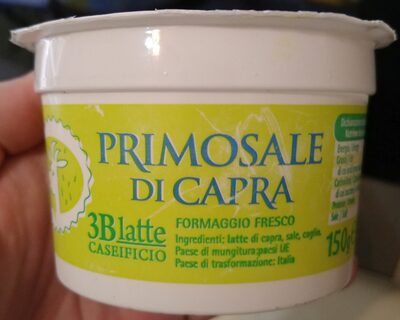 PRIMOSALE
DI CAPRA
3Blatte
CASEIFICIO
FORMAGGIO FRESCO
Ingredienti: latte di capra, sale, caglio.
Paese di mungitura: paesi UE
Paese di trasformazione: Italia
150g